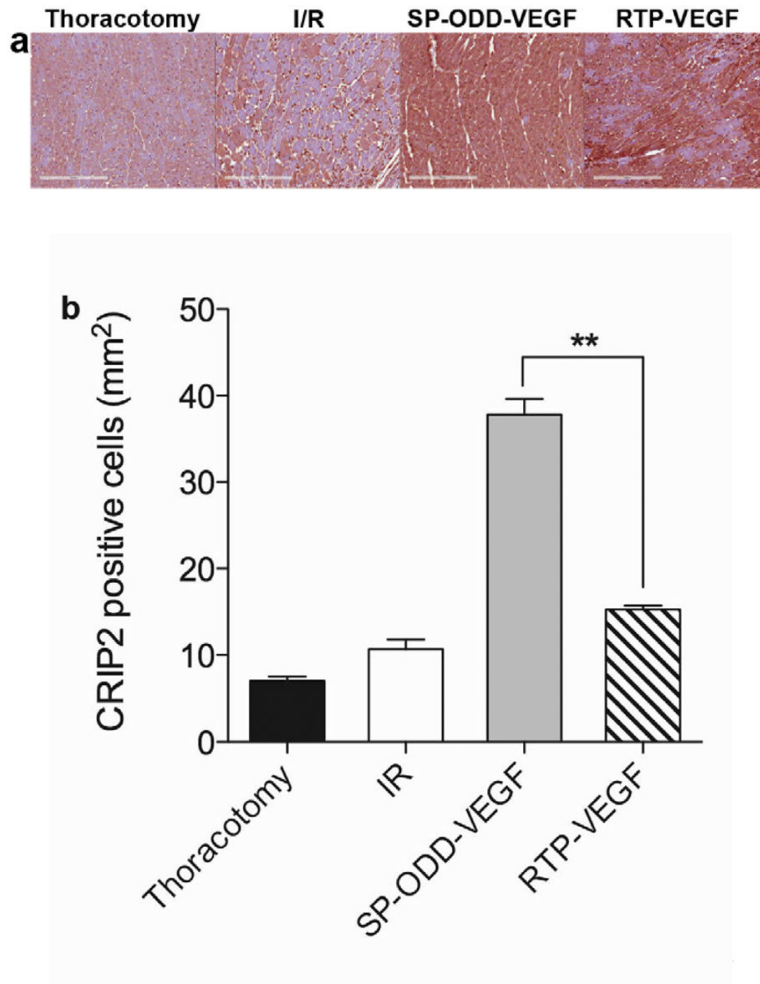 a
Thoracotomy I/R SP-ODD-VEGF RTP-VEGF
b
CRIP2 positive cells (mm²)
50
40
30
20
10
0
**
Thoracotomy
IR
SP-ODD-VEGF
RTP-VEGF